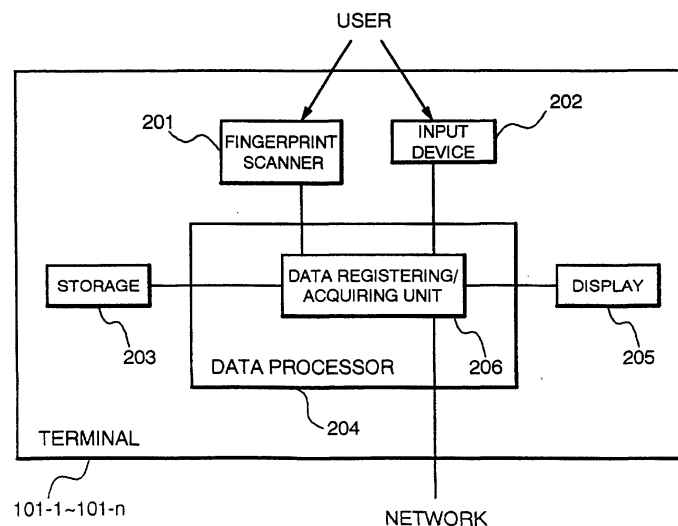 USER
201
202
FINGERPRINT
SCANNER
INPUT
DEVICE
STORAGE
DATA REGISTERING/
ACQUIRING UNIT
DISPLAY
203
206
205
DATA PROCESSOR
204
TERMINAL
101-1~101-n
NETWORK